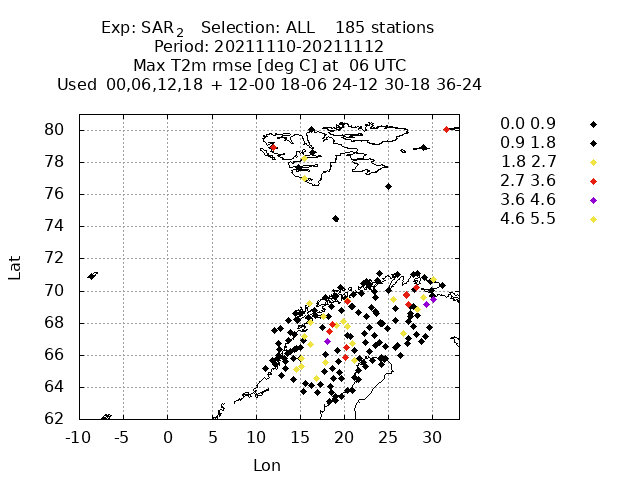 Exp: SAR₂ Selection: ALL 185 stations
Period: 20211110-20211112
Max T2m rmse [deg C] at 06 UTC
Used 00,06,12,18 + 12-00 18-06 24-12 30-18 36-24
0.0 0.9
0.9 1.8
1.8 2.7
2.7 3.6
3.6 4.6
4.6 5.5
80
78
76
74
72
70
68
66
64
62
Lat
-10 -5 0 5 10 15 20 25 30
Lon